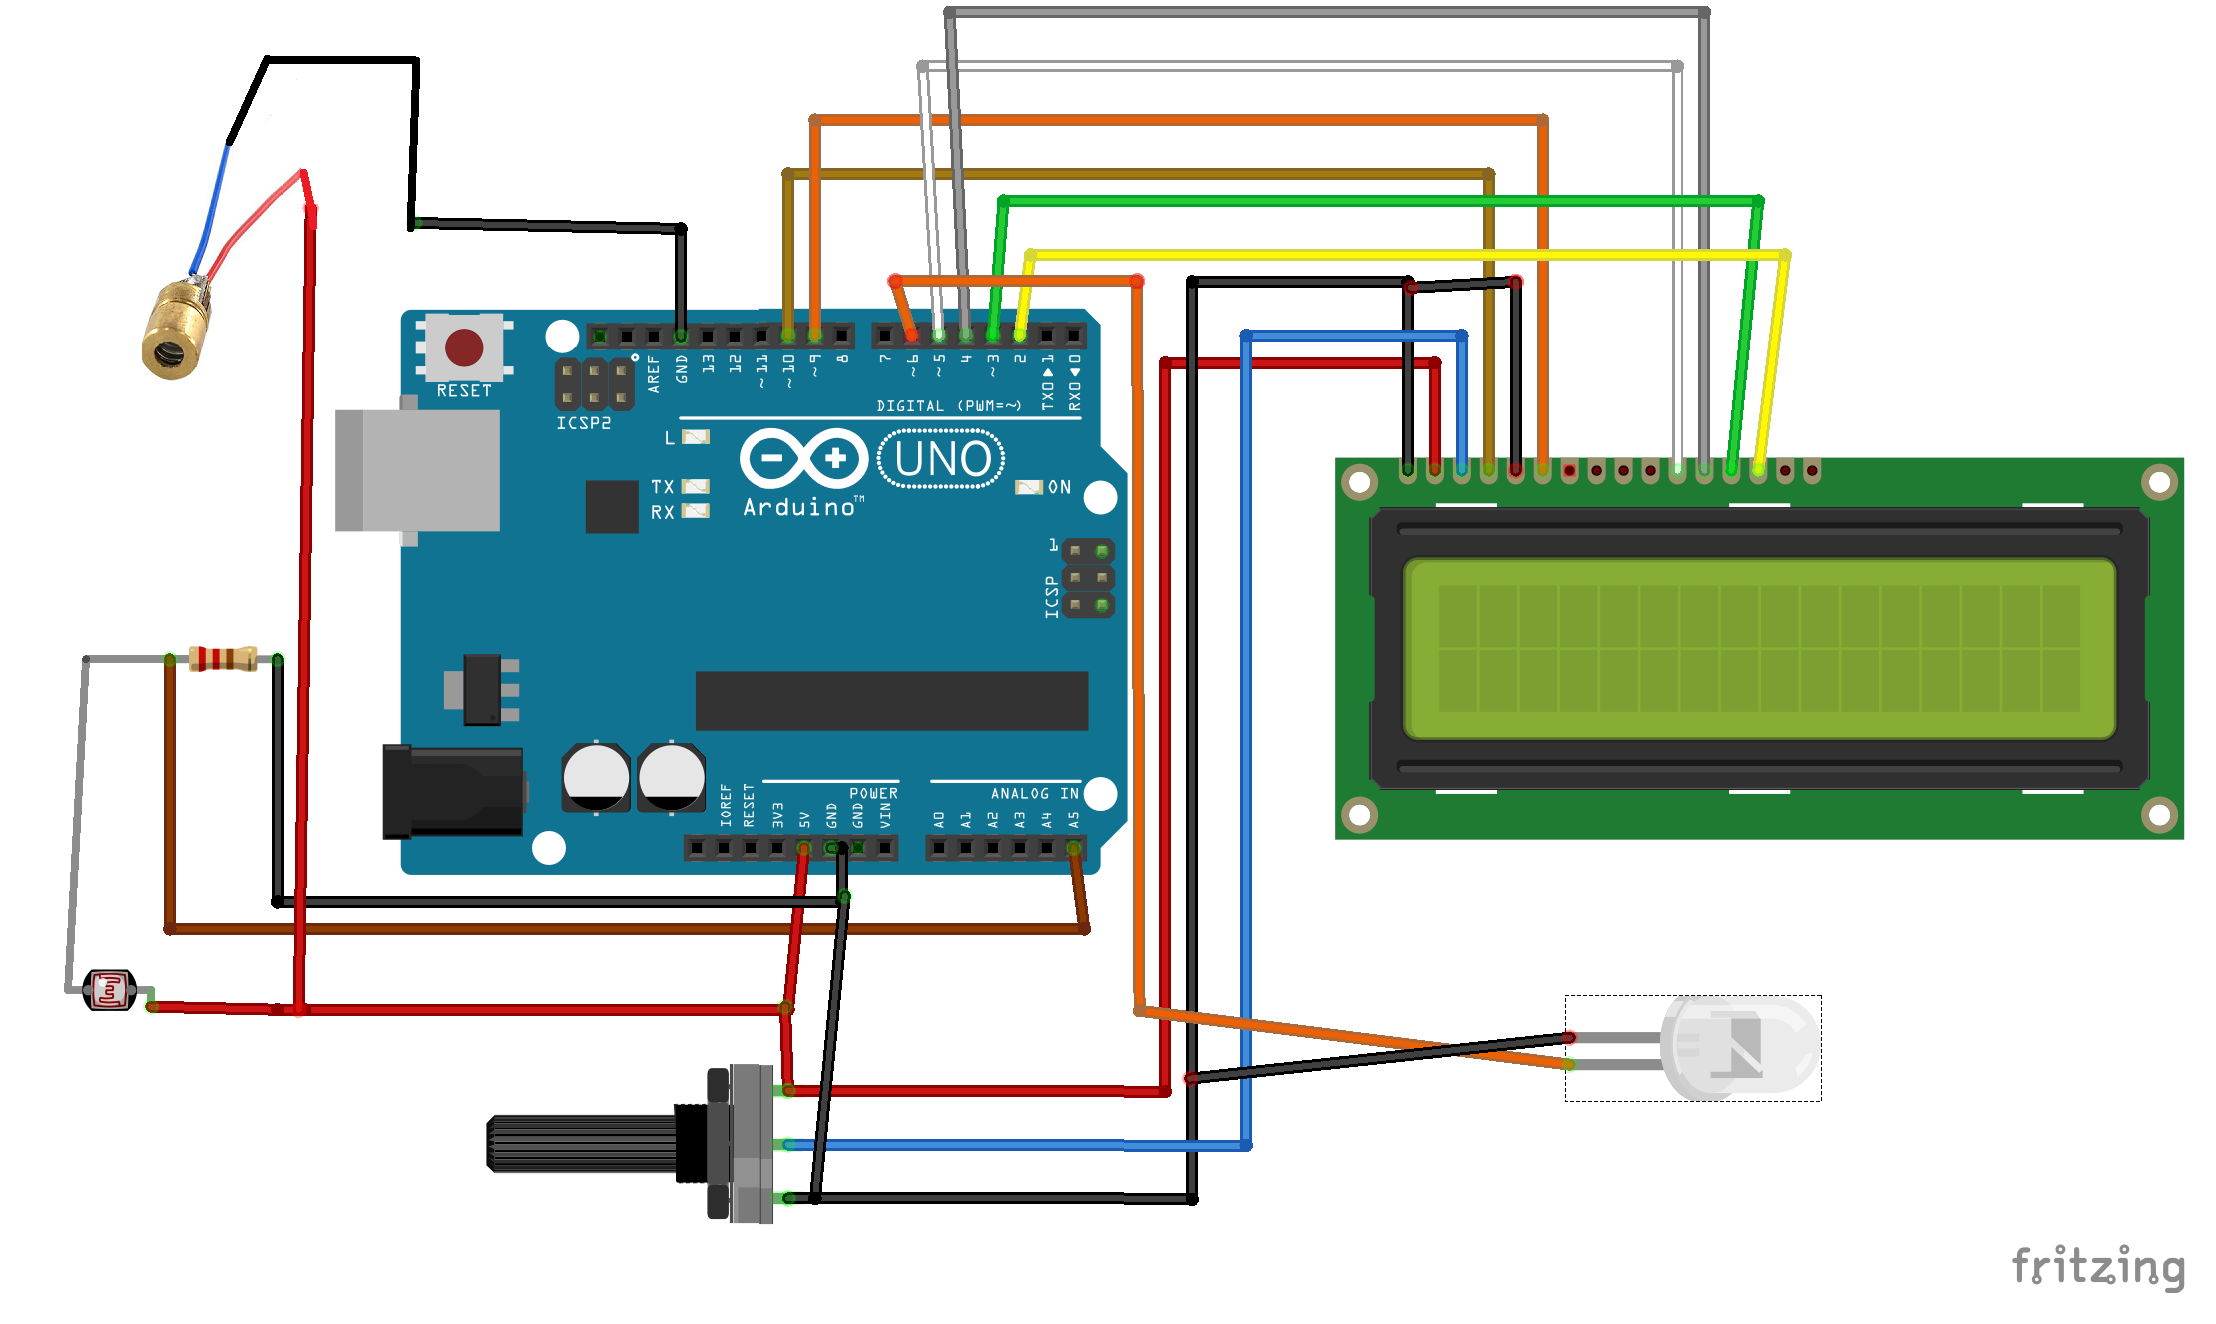 RESET
ICSP2
AREF
GND
13
12
~11
~10
~9
8
7
~6
~5
4
~3
2
TX0▶1
RX0◀0
DIGITAL (PWM=~)
L
TX
RX
UNO
Arduino™
ON
1
ICSP
IOREF
RESET
3V3
5V
GND
GND
VIN
POWER
A0
A1
A2
A3
A4
A5
ANALOG IN
fritzing